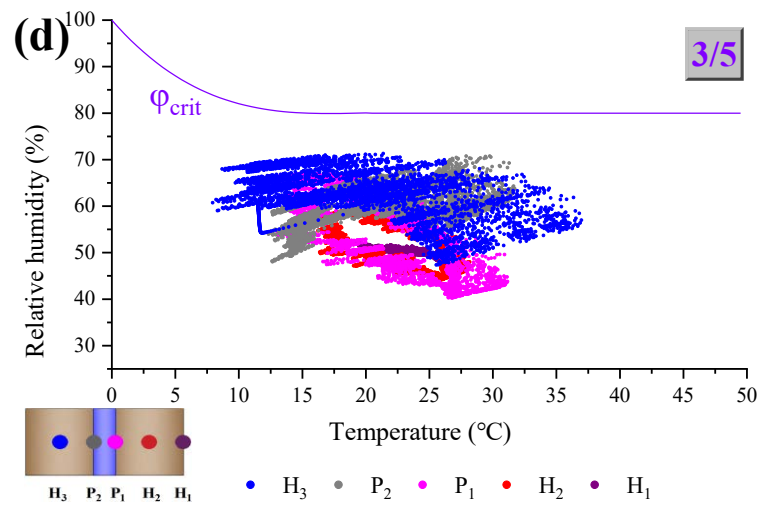 (d)
3/5
φcrit
Relative humidity (%)
100
90
80
70
60
50
40
30
0 5 10 15 20 25 30 35 40 45 50
Temperature (℃)
H3 P2 P1 H2 H1
H3 P2 P1 H2 H1